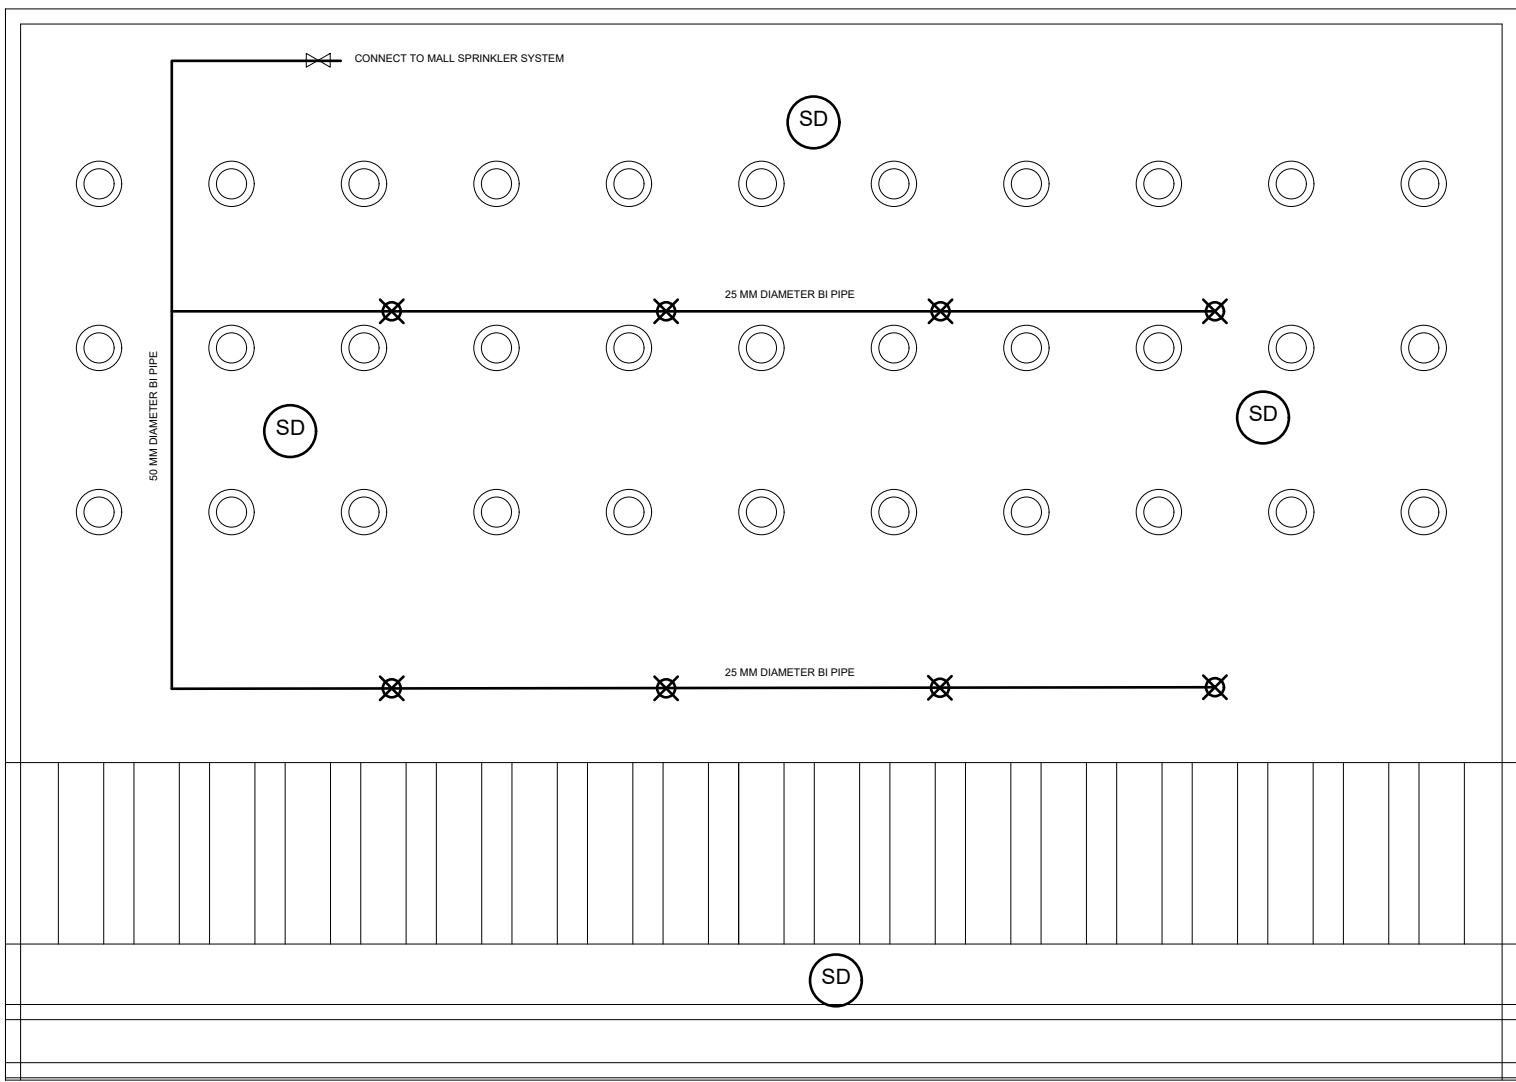 CONNECT TO MALL SPRINKLER SYSTEM
SD
25 MM DIAMETER BI PIPE
50 MM DIAMETER BI PIPE
SD
SD
25 MM DIAMETER BI PIPE
SD